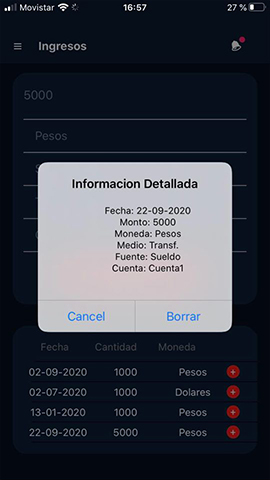 Movistar 16:57 27 %
Ingresos
5000
Pesos
Informacion Detallada
Fecha: 22-09-2020
Monto: 5000
Moneda: Pesos
Medio: Transf.
Fuente: Sueldo
Cuenta: Cuenta1
Cancel Borrar
Fecha Cantidad Moneda
02-09-2020 1000 Pesos
02-07-2020 1000 Dolares
13-01-2020 1000 Pesos
22-09-2020 5000 Pesos